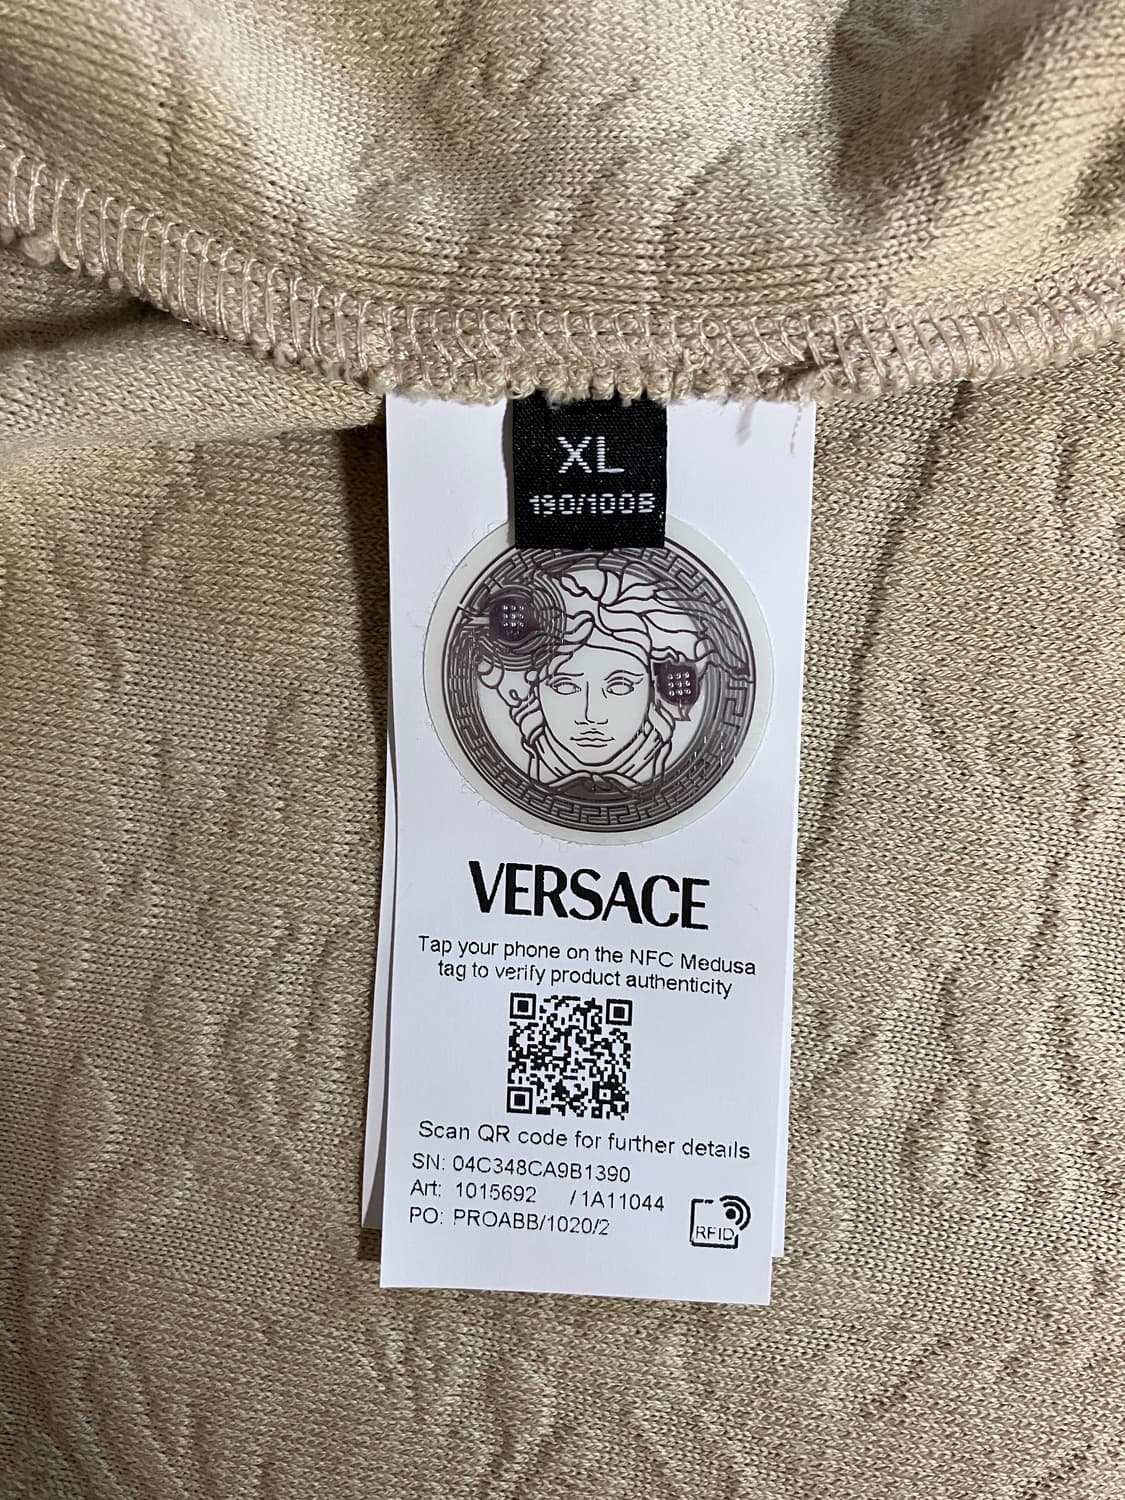 XL
190/100B
VERSACE
Tap your phone on the NFC Medusa
tag to verify product authenticity
Scan QR code for further details
SN: 04C348CA9B1390
Art: 1015692 /1A11044
PO: PROABB/1020/2
RFID